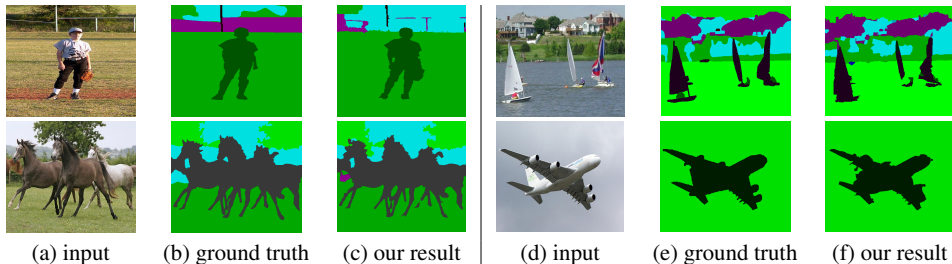 (a) input (b) ground truth (c) our result (d) input (e) ground truth (f) our result